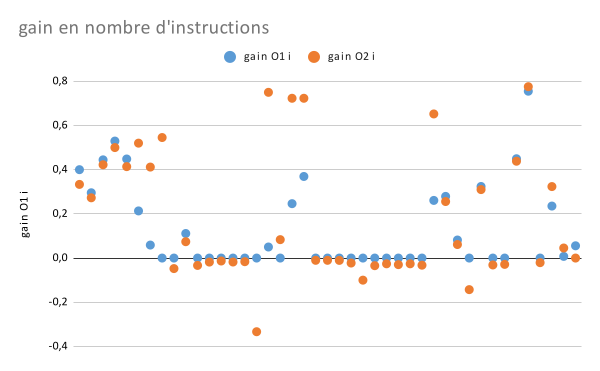 gain en nombre d'instructions
gain O1 i
gain O2 i
0,8
0,6
0,4
0,2
0,0
-0,2
-0,4
gain O1 i